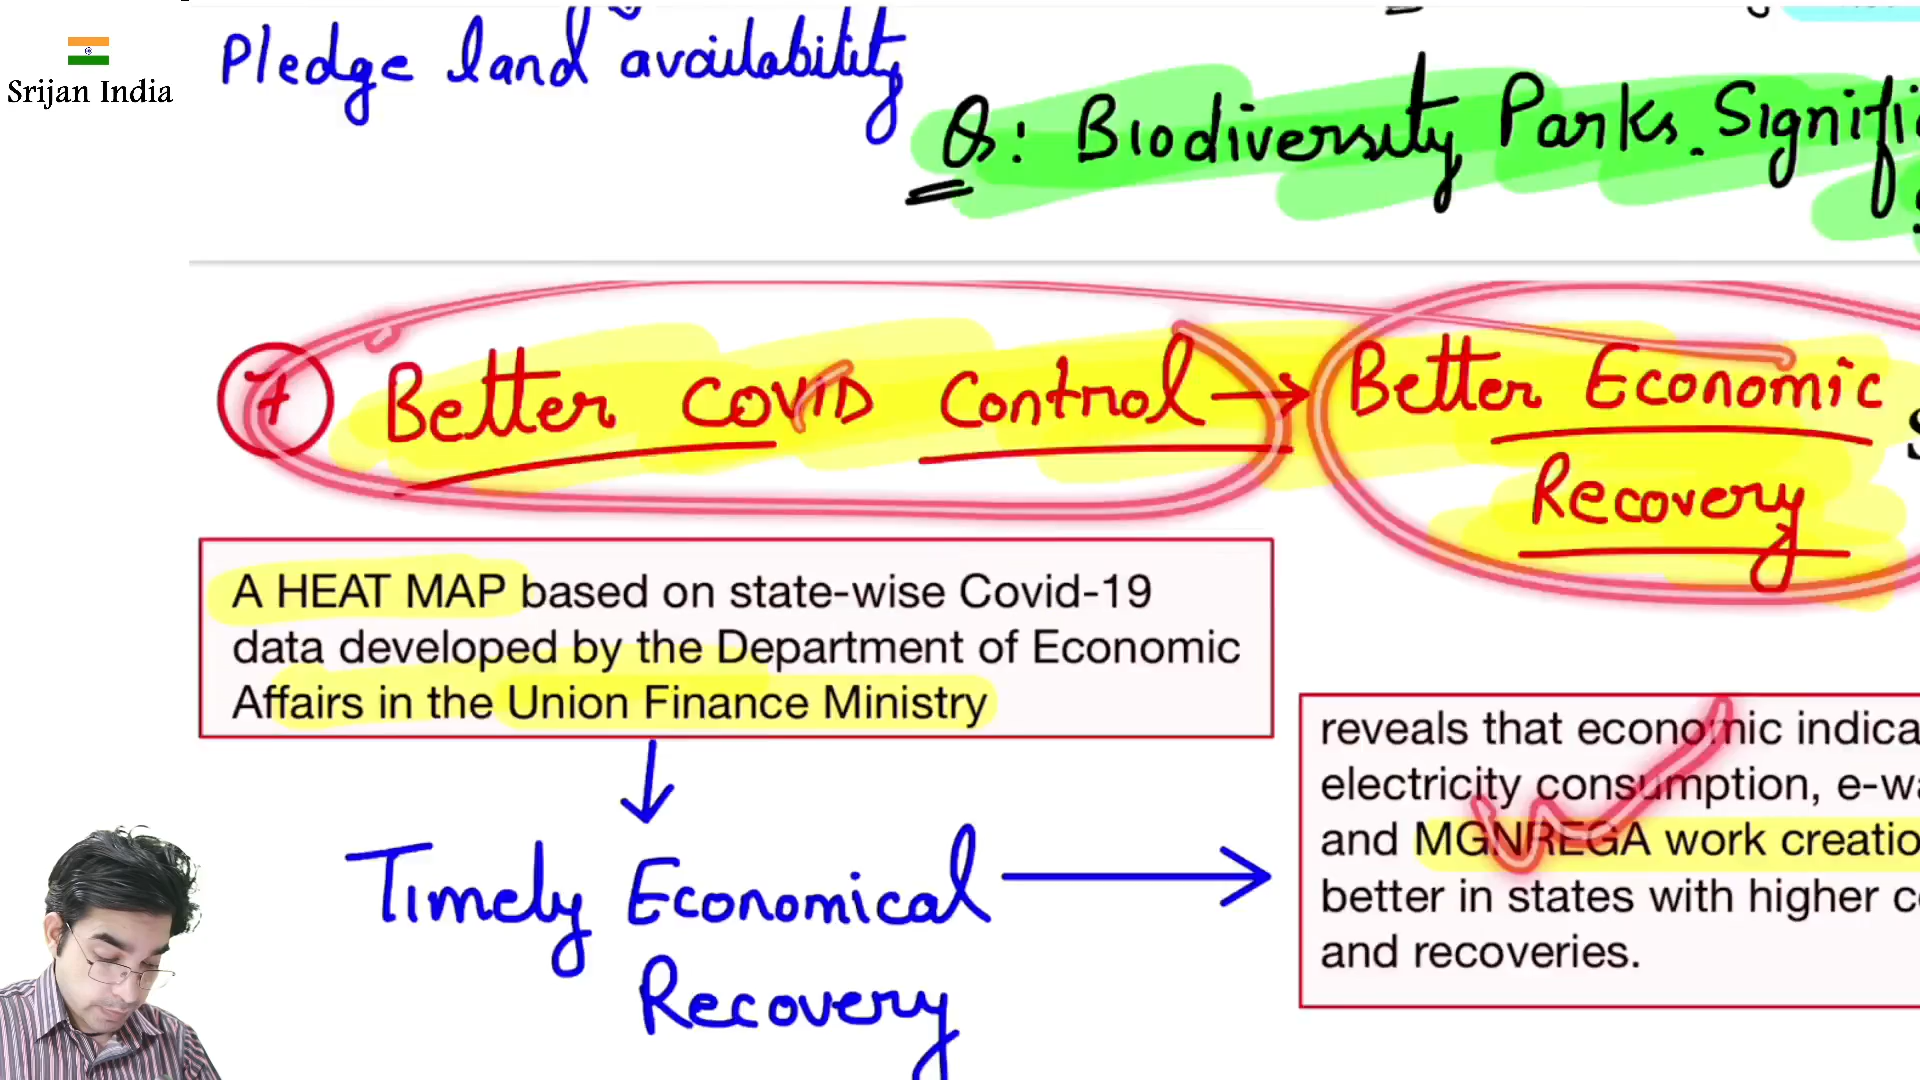 Pledge land availability
Srijan India
Q: Biodiversity Parks. Signifi
7 Better COVID Control → Better Economic
Recovery
A HEAT MAP based on state-wise Covid-19
data developed by the Department of Economic
Affairs in the Union Finance Ministry
reveals that economic indica
electricity consumption, e-wa
and MGNREGA work creatio
better in states with higher c
and recoveries.
Timely Economical →
Recovery